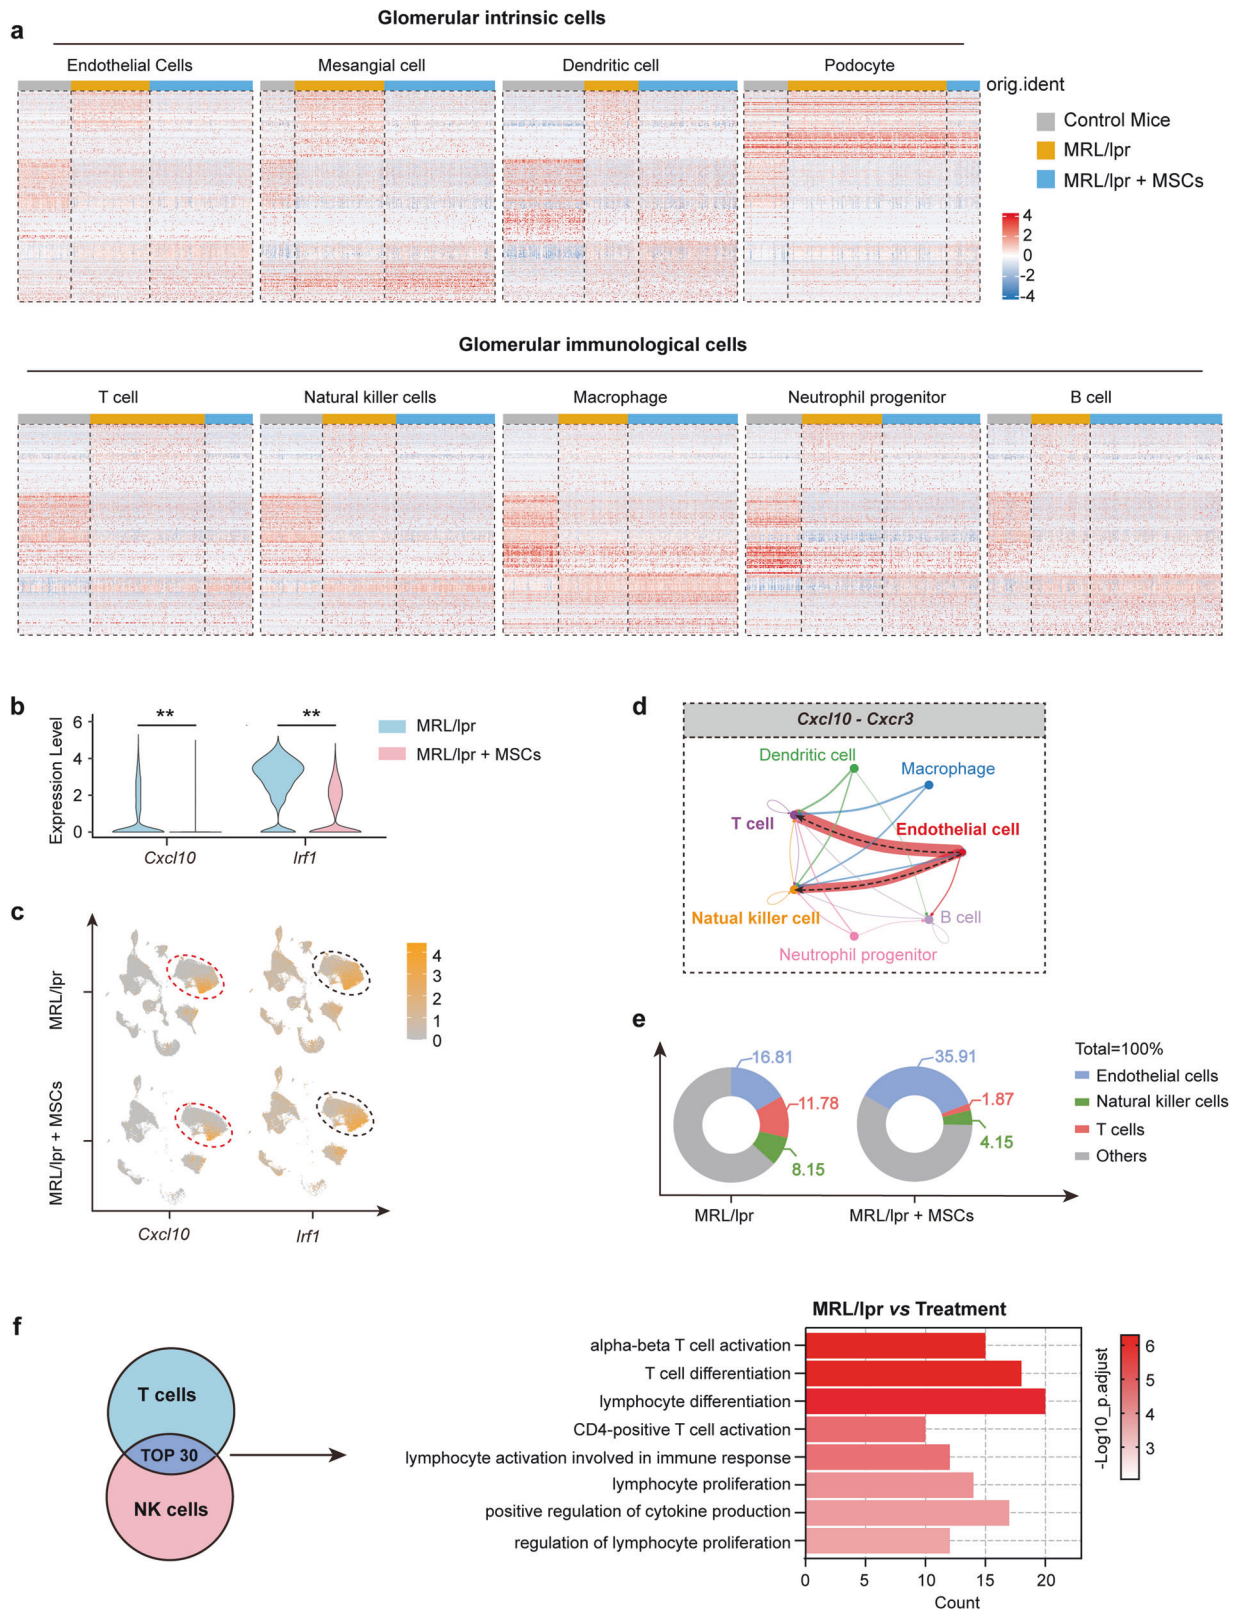 a
Glomerular intrinsic cells
Endothelial Cells
Mesangial cell
Dendritic cell
Podocyte
orig.ident
Control Mice
MRL/lpr
MRL/lpr + MSCs
4
2
0
-2
-4
Glomerular immunological cells
T cell
Natural killer cells
Macrophage
Neutrophil progenitor
B cell
b
Expression Level
6
4
2
0
**
**
Cxcl10
Irf1
MRL/lpr
MRL/lpr + MSCs
c
MRL/lpr
MRL/lpr + MSCs
Cxcl10
Irf1
4
3
2
1
0
d
Cxcl10 - Cxcr3
Dendritic cell
Macrophage
T cell
Endothelial cell
Natual killer cell
B cell
Neutrophil progenitor
e
16.81
11.78
8.15
35.91
1.87
4.15
MRL/lpr
MRL/lpr + MSCs
Total=100%
Endothelial cells
Natural killer cells
T cells
Others
f
T cells
TOP 30
NK cells
MRL/lpr vs Treatment
alpha-beta T cell activation
T cell differentiation
lymphocyte differentiation
CD4-positive T cell activation
lymphocyte activation involved in immune response
lymphocyte proliferation
positive regulation of cytokine production
regulation of lymphocyte proliferation
0
5
10
15
20
Count
-Log10_p.adjust
6
5
4
3